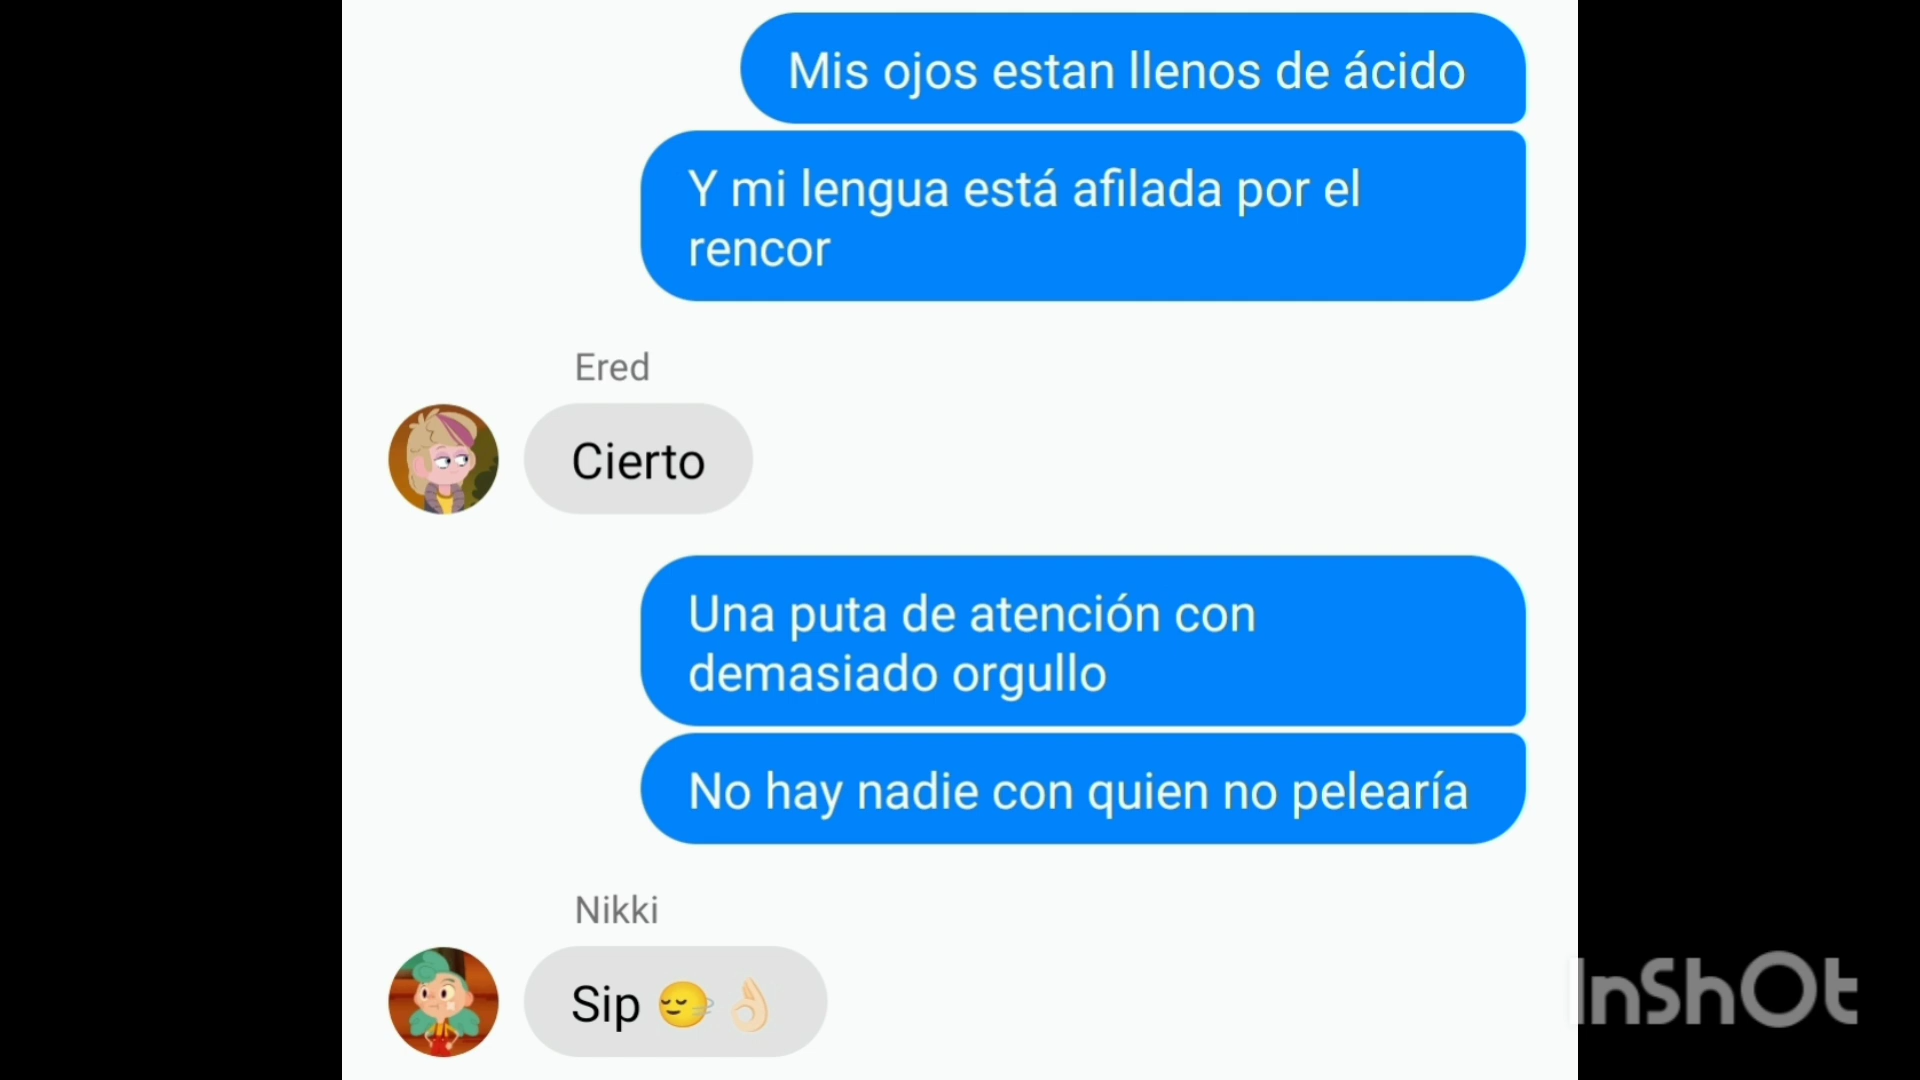 Mis ojos estan llenos de ácido
Y mi lengua está afilada por el
rencor
Ered
Cierto
Una puta de atención con
demasiado orgullo
No hay nadie con quien no pelearía
Nikki
Sip 😌👌🏻
InShOt